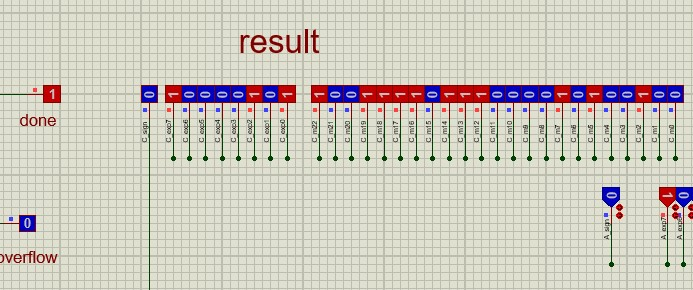 result
1
0 1 0 0 0 0 1 0 1 1 0 0 1 1 1 1 0 1 1 1 0 0 0 0 1 0 1 0 0 1 0 0
done
C_sign C_exp7 C_exp6 C_exp5 C_exp4 C_exp3 C_exp2 C_exp1 C_exp0 C_m22 C_m21 C_m20 C_m19 C_m18 C_m17 C_m16 C_m15 C_m14 C_m13 C_m12 C_m11 C_m10 C_m9 C_m8 C_m7 C_m6 C_m5 C_m4 C_m3 C_m2 C_m1 C_m0
0 1 0
A_sign A_exp7
0
overflow